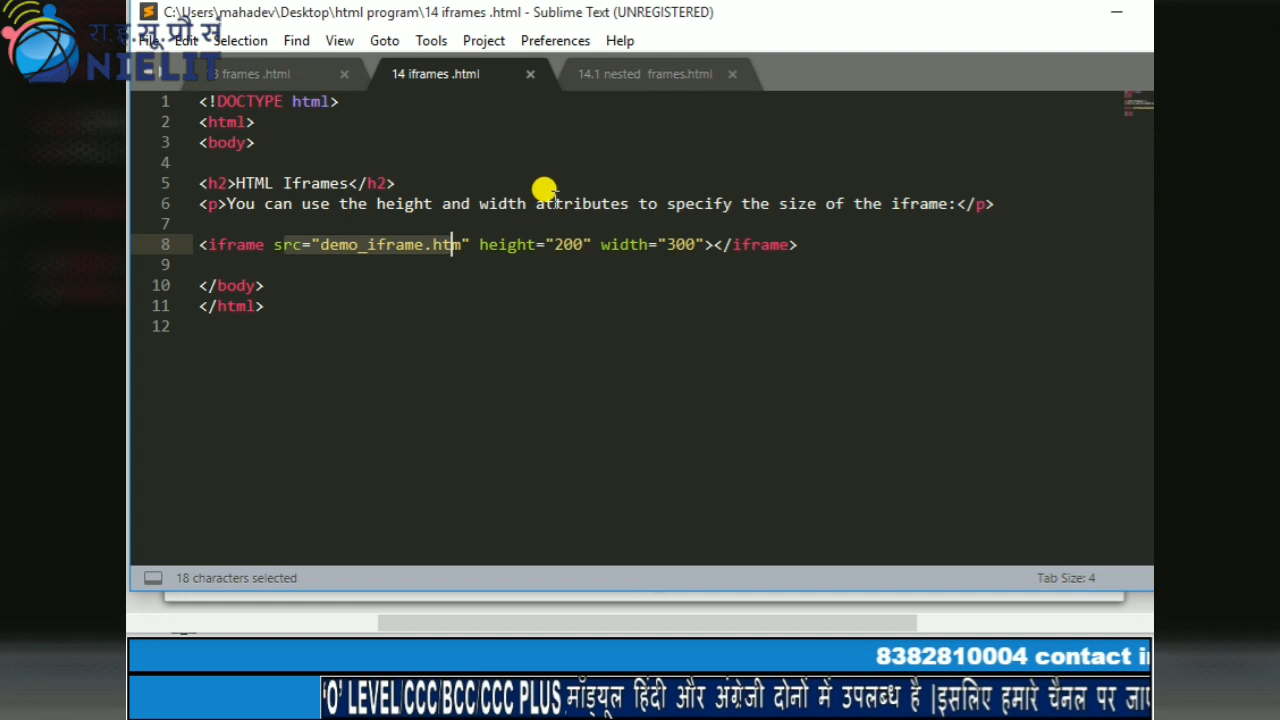 C:\Users\mahadev\Desktop\html program\14 iframes .html - Sublime Text (UNREGISTERED)
रा.इ.सू.प्रौ.सं
NIELIT
File Edit Selection Find View Goto Tools Project Preferences Help
frames .html 14 iframes .html 14.1 nested frames.html
1 <!DOCTYPE html>
2 <html>
3 <body>
4
5 <h2>HTML Iframes</h2>
6 <p>You can use the height and width attributes to specify the size of the iframe:</p>
7
8 <iframe src="demo_iframe.htm" height="200" width="300"></iframe>
9
10 </body>
11 </html>
12
18 characters selected Tab Size: 4
8382810004 contact
'O' LEVEL/CCC/BCC/CCC PLUS मॉड्यूल हिंदी और अंग्रेजी दोनों में उपलब्ध है |इसलिए हमारे चैनल पर